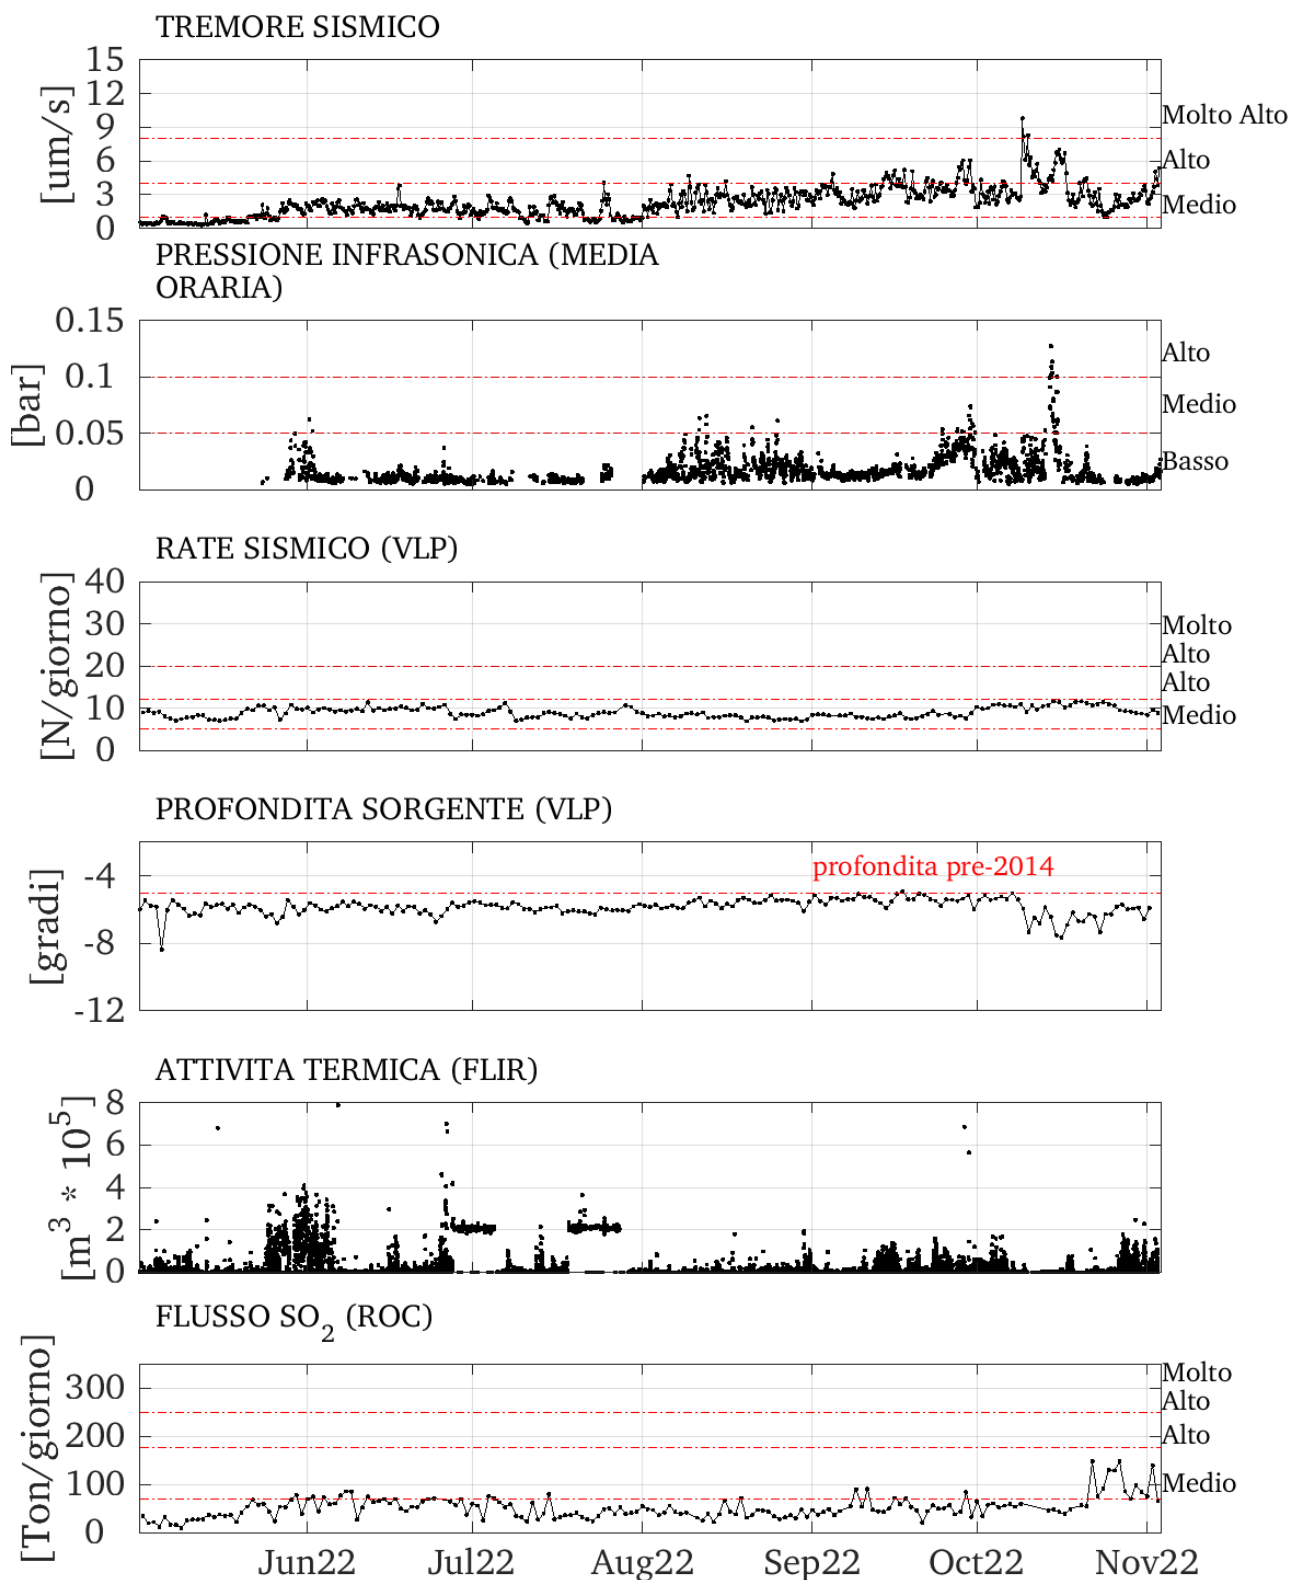 TREMORE SISMICO
[um/s]
15
12
9
6
3
0
Molto Alto
Alto
Medio
PRESSIONE INFRASONICA (MEDIA
ORARIA)
[bar]
0.15
0.1
0.05
0
Alto
Medio
Basso
RATE SISMICO (VLP)
[N/giorno]
40
30
20
10
0
Molto
Alto
Alto
Medio
PROFONDITA SORGENTE (VLP)
[gradi]
-4
-8
-12
profondita pre-2014
ATTIVITA TERMICA (FLIR)
[m³ * 10⁵]
8
6
4
2
0
FLUSSO SO₂ (ROC)
[Ton/giorno]
300
200
100
0
Molto
Alto
Alto
Medio
Jun22 Jul22 Aug22 Sep22 Oct22 Nov22